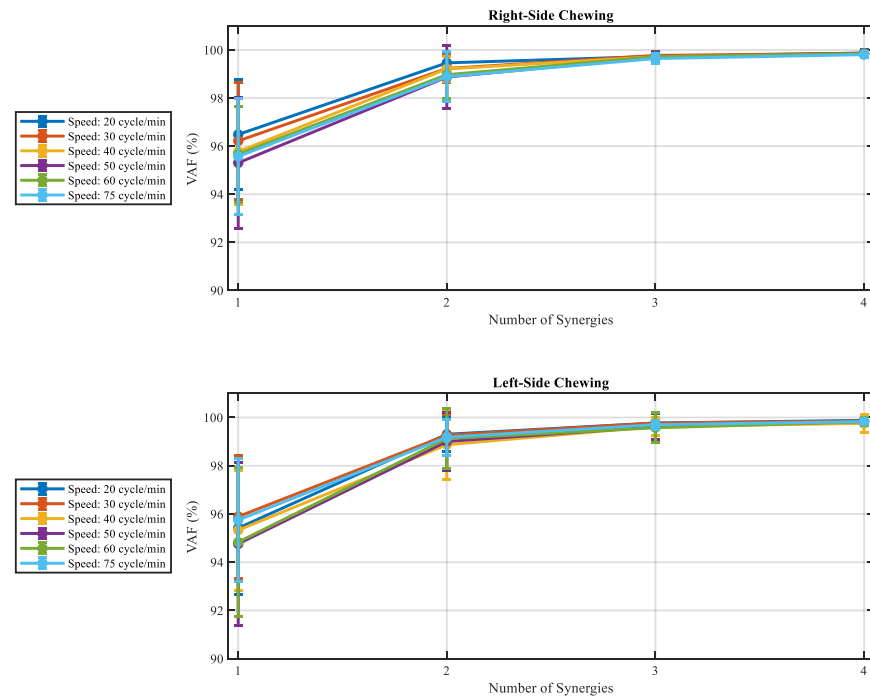 Right-Side Chewing
100
98
96
94
92
90
VAF (%)
1 2 3 4
Number of Synergies
Speed: 20 cycle/min
Speed: 30 cycle/min
Speed: 40 cycle/min
Speed: 50 cycle/min
Speed: 60 cycle/min
Speed: 75 cycle/min
Left-Side Chewing
100
98
96
94
92
90
VAF (%)
1 2 3 4
Number of Synergies
Speed: 20 cycle/min
Speed: 30 cycle/min
Speed: 40 cycle/min
Speed: 50 cycle/min
Speed: 60 cycle/min
Speed: 75 cycle/min